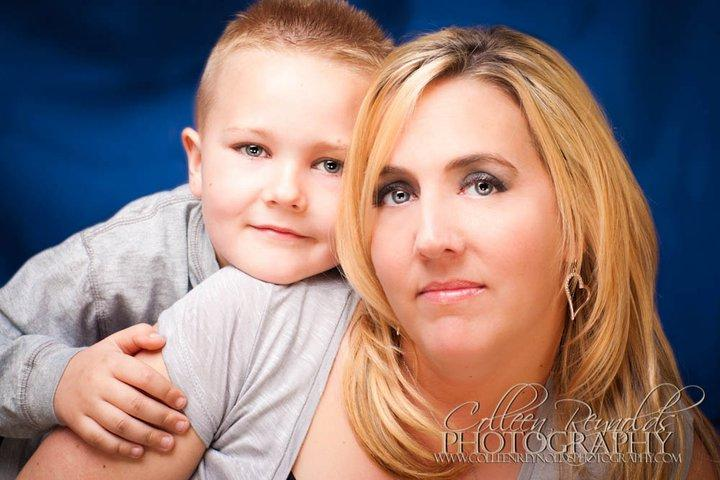 Colleen Reynolds
PHOTOGRAPHY
WWW.COLLEENREYNOLDSPHOTOGRAPHY.COM